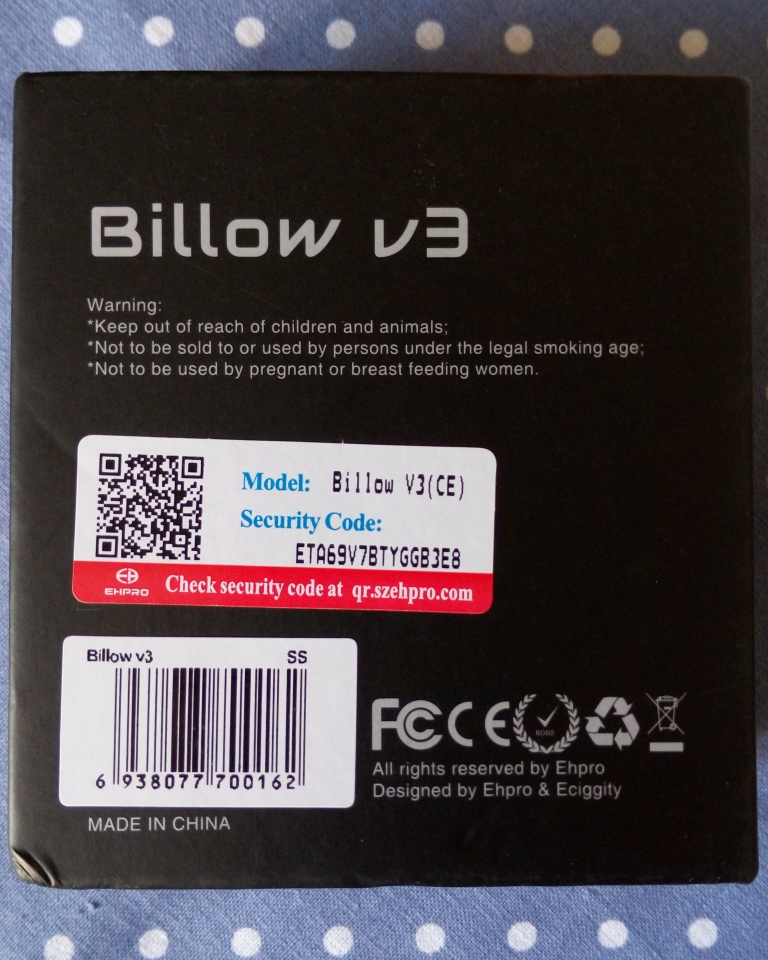 Billow v3
Warning:
*Keep out of reach of children and animals;
*Not to be sold to or used by persons under the legal smoking age;
*Not to be used by pregnant or breast feeding women.
Model: Billow V3(CE)
Security Code:
ETA69V7BTYGGB3E8
EHPRO
Check security code at qr.szehpro.com
Billow v3 SS
6 938077 700162
FC CE ROHS
All rights reserved by Ehpro
Designed by Ehpro & Eciggity
MADE IN CHINA